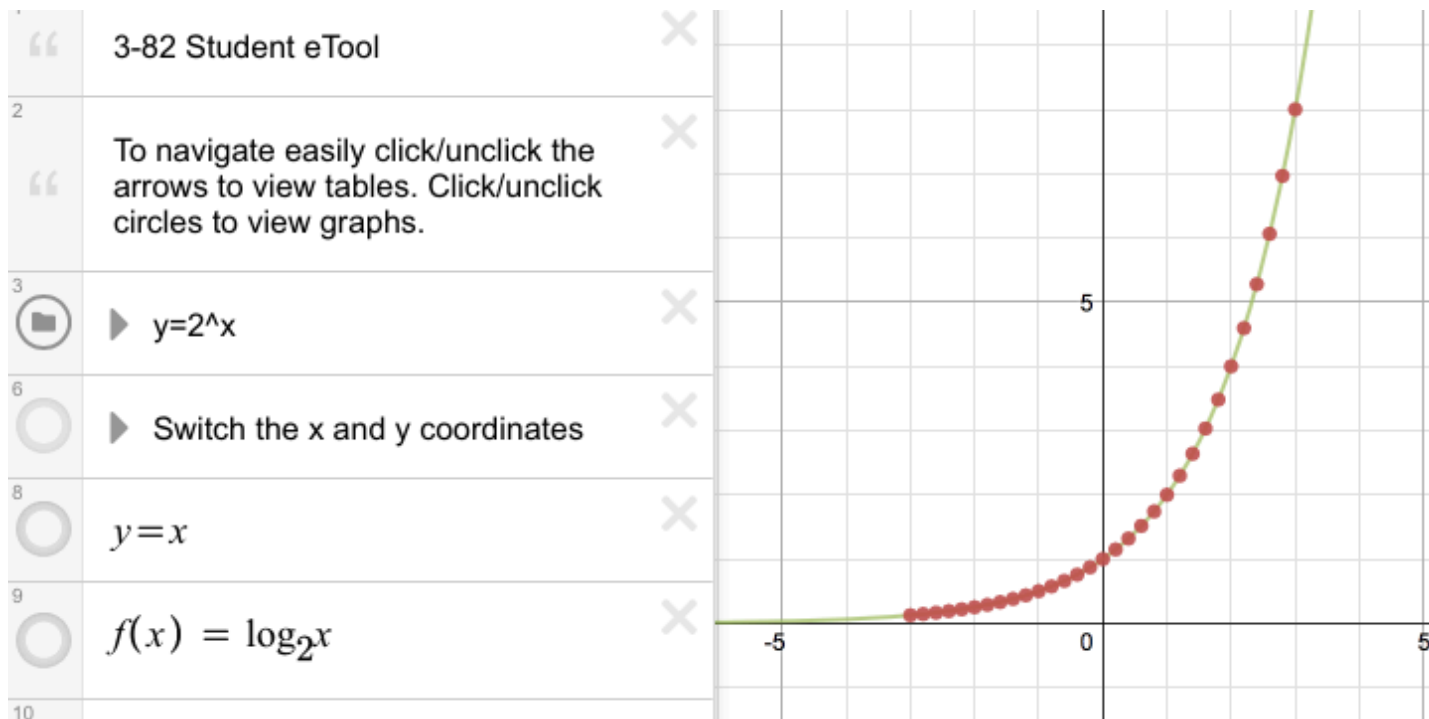 3-82 Student eTool
2
To navigate easily click/unclick the
arrows to view tables. Click/unclick
circles to view graphs.
3
y=2^x
6
Switch the x and y coordinates
8
y=x
9
f(x) = log₂x
10
5
-5
0
5